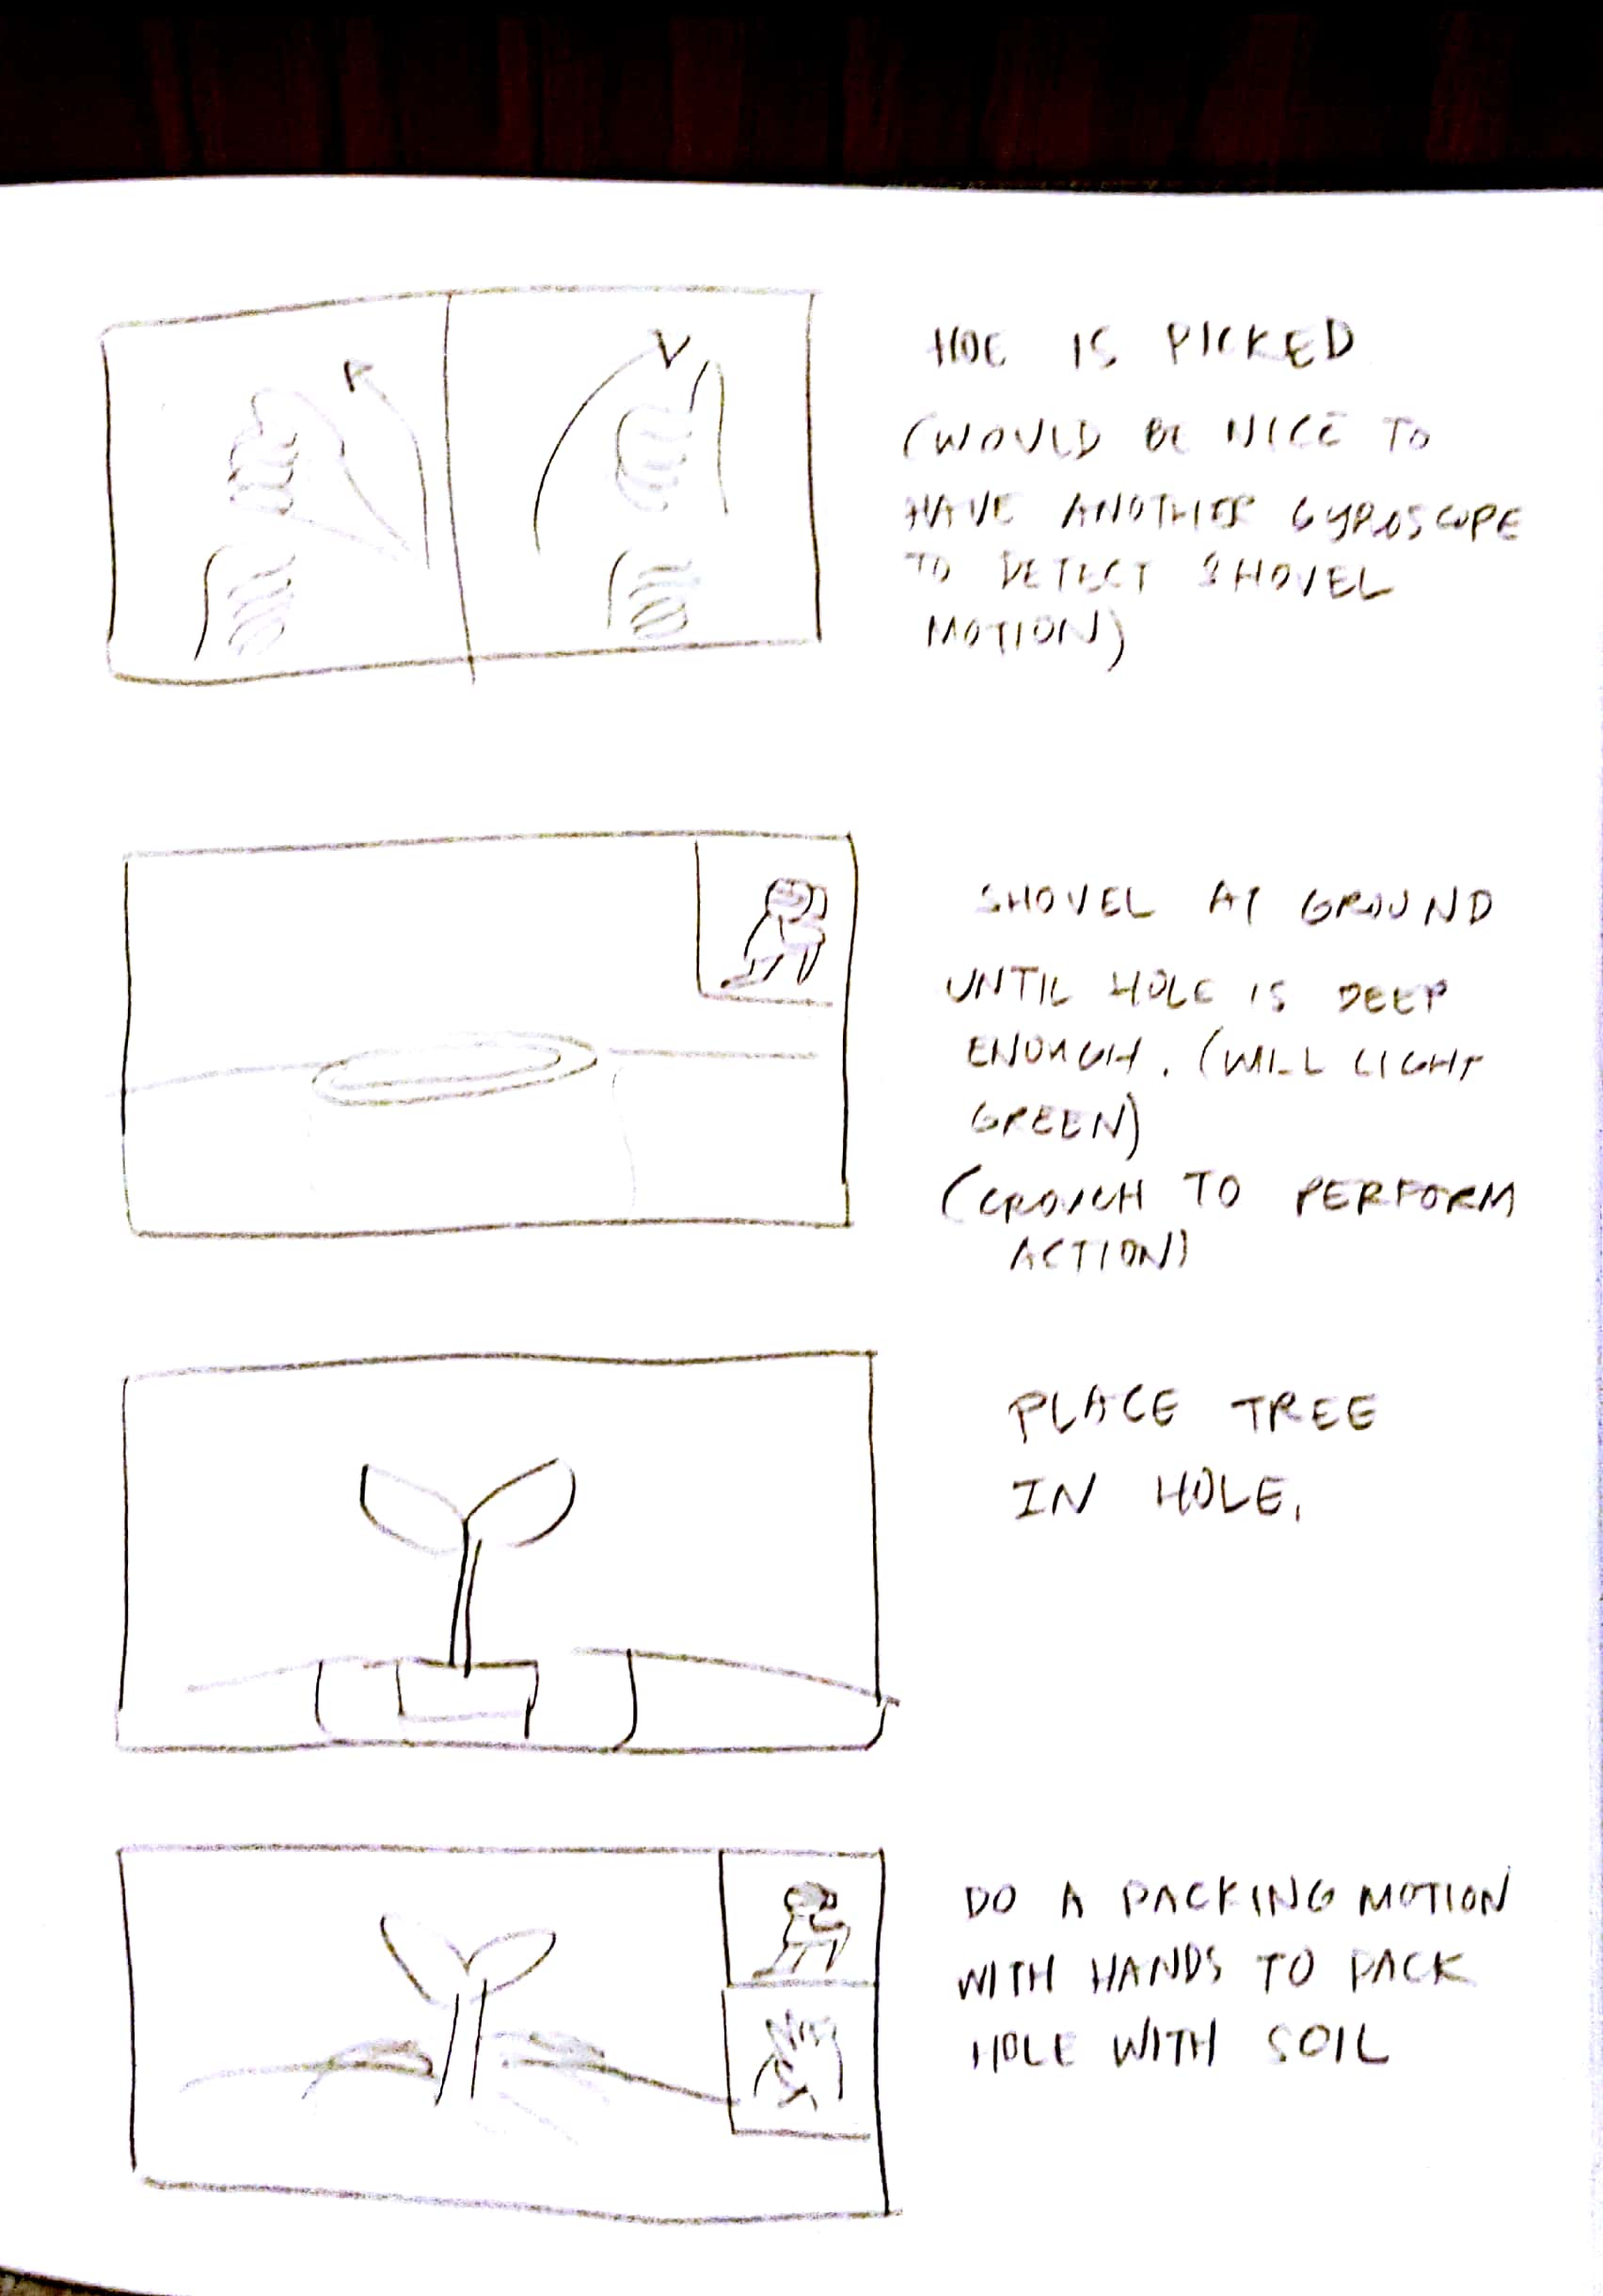 HOE IS PICKED
(WOULD BE NICE TO
HAVE ANOTHER GYROSCOPE
TO DETECT SHOVEL
MOTION)
SHOVEL AT GROUND
UNTIL HOLE IS DEEP
ENOUGH. (WILL LIGHT
GREEN)
(CROUCH TO PERFORM
ACTION)
PLACE TREE
IN HOLE.
DO A PACKING MOTION
WITH HANDS TO PACK
HOLE WITH SOIL